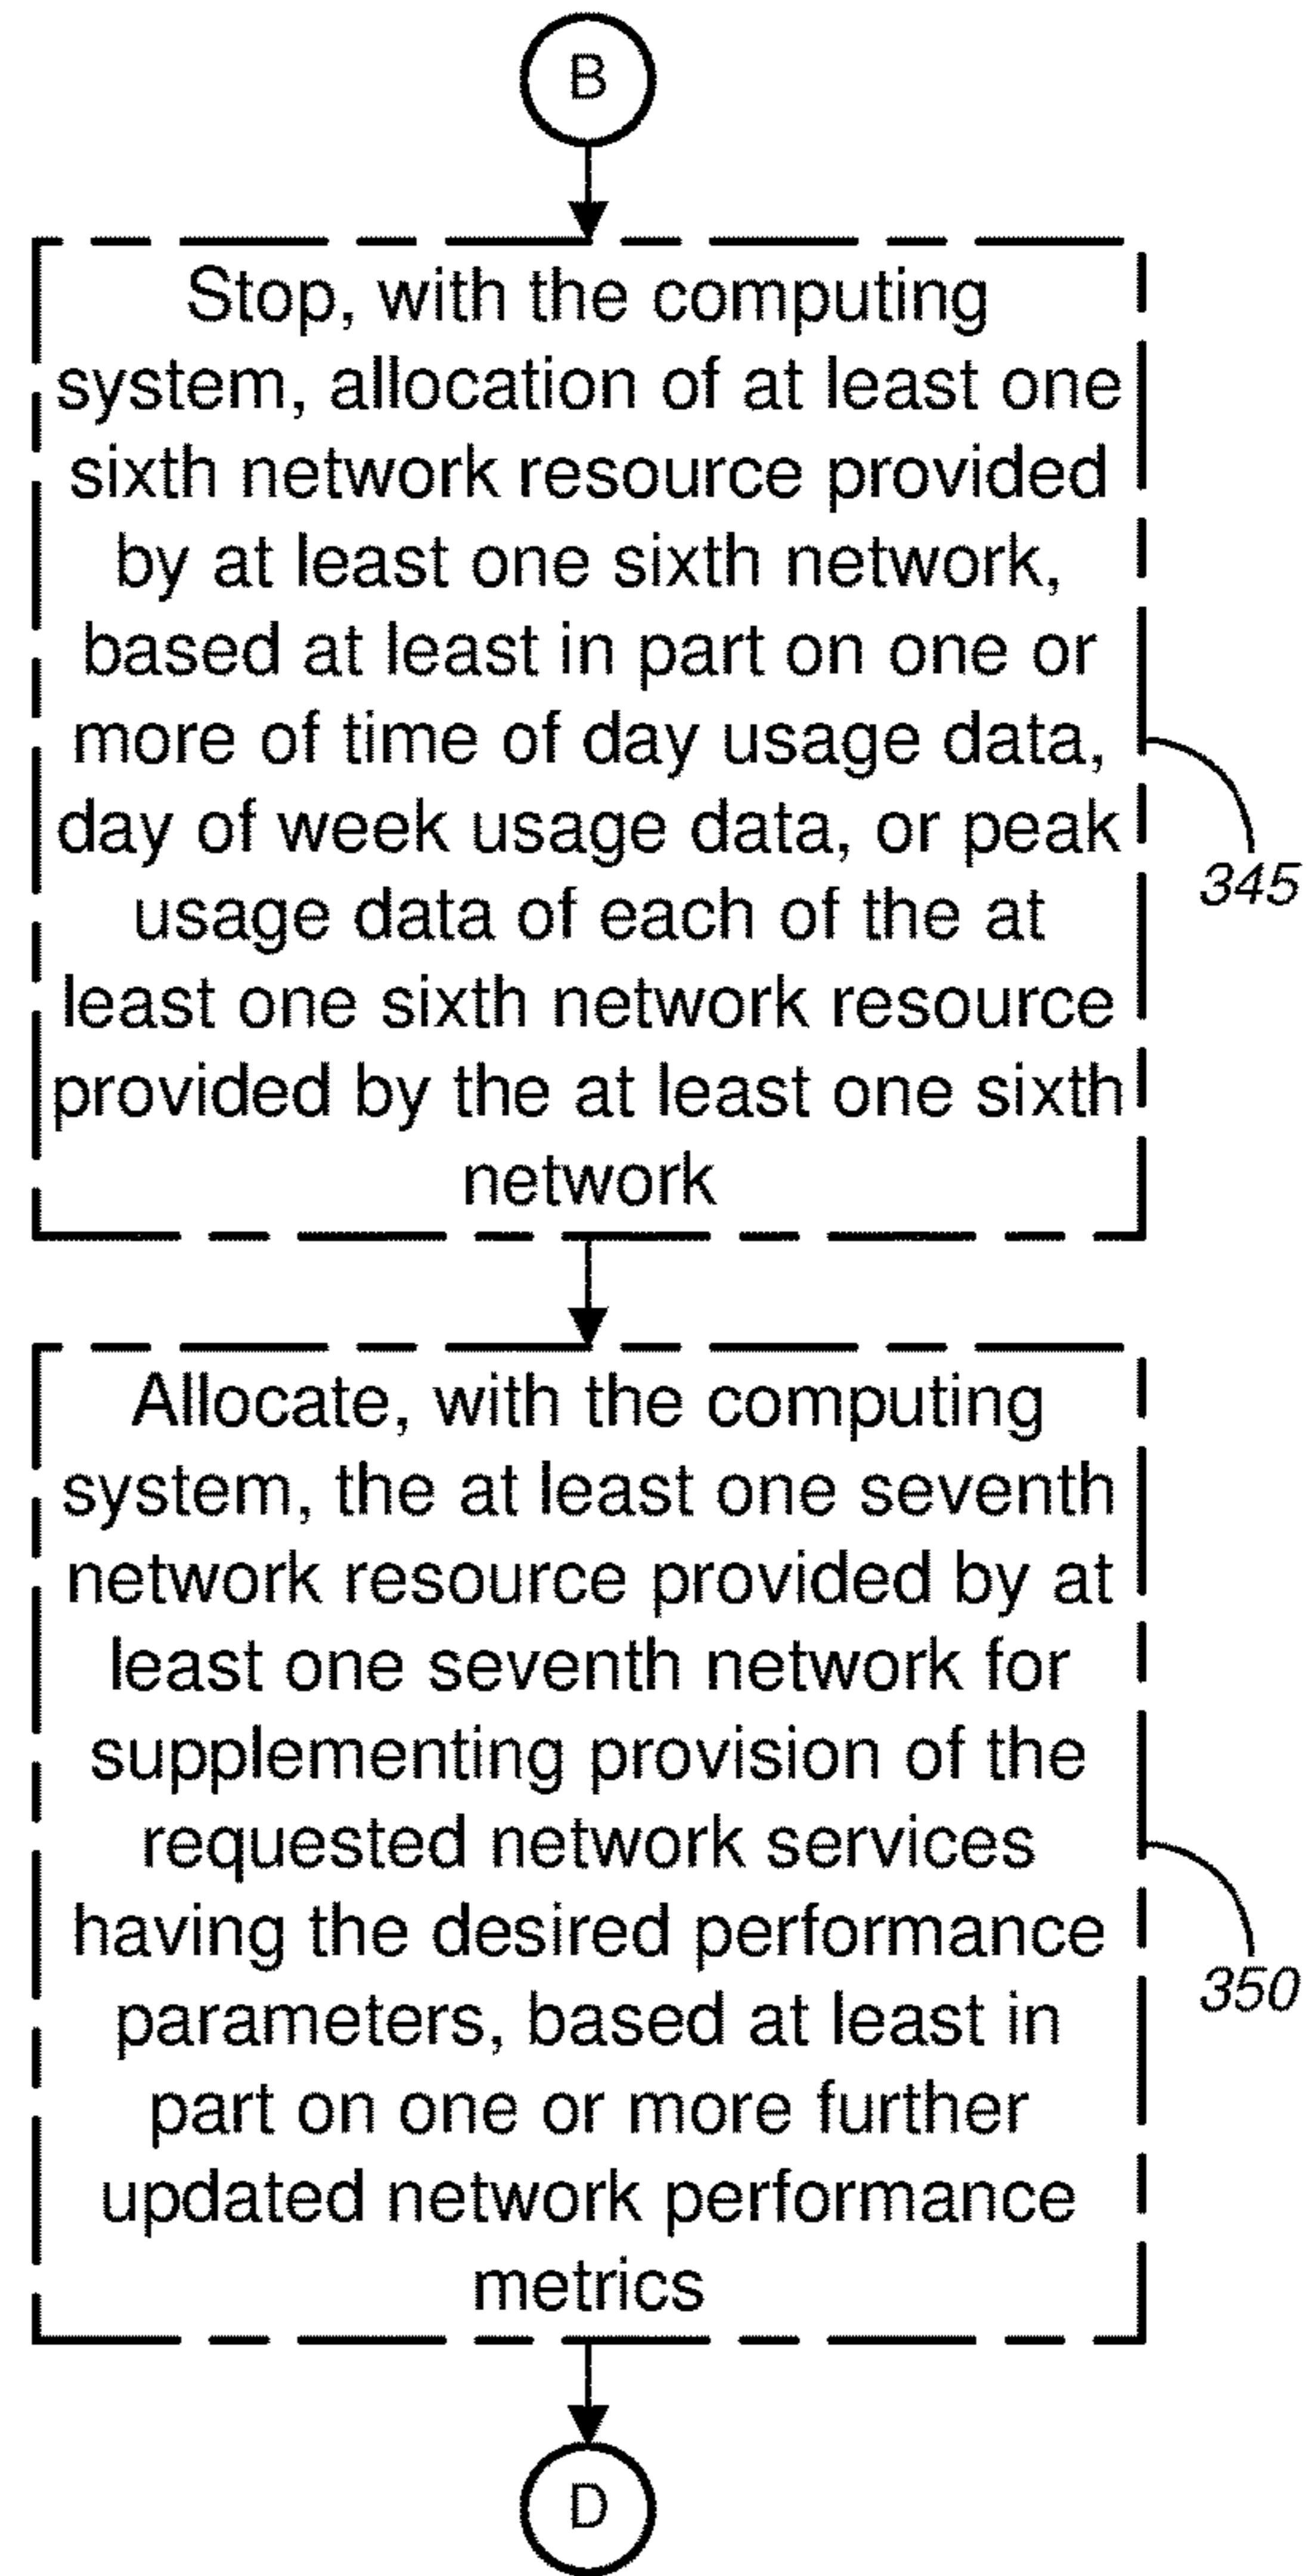 B
Stop, with the computing
system, allocation of at least one
sixth network resource provided
by at least one sixth network,
based at least in part on one or
more of time of day usage data,
day of week usage data, or peak
usage data of each of the at
least one sixth network resource
provided by the at least one sixth
network
345
Allocate, with the computing
system, the at least one seventh
network resource provided by at
least one seventh network for
supplementing provision of the
requested network services
having the desired performance
parameters, based at least in
part on one or more further
updated network performance
metrics
350
D